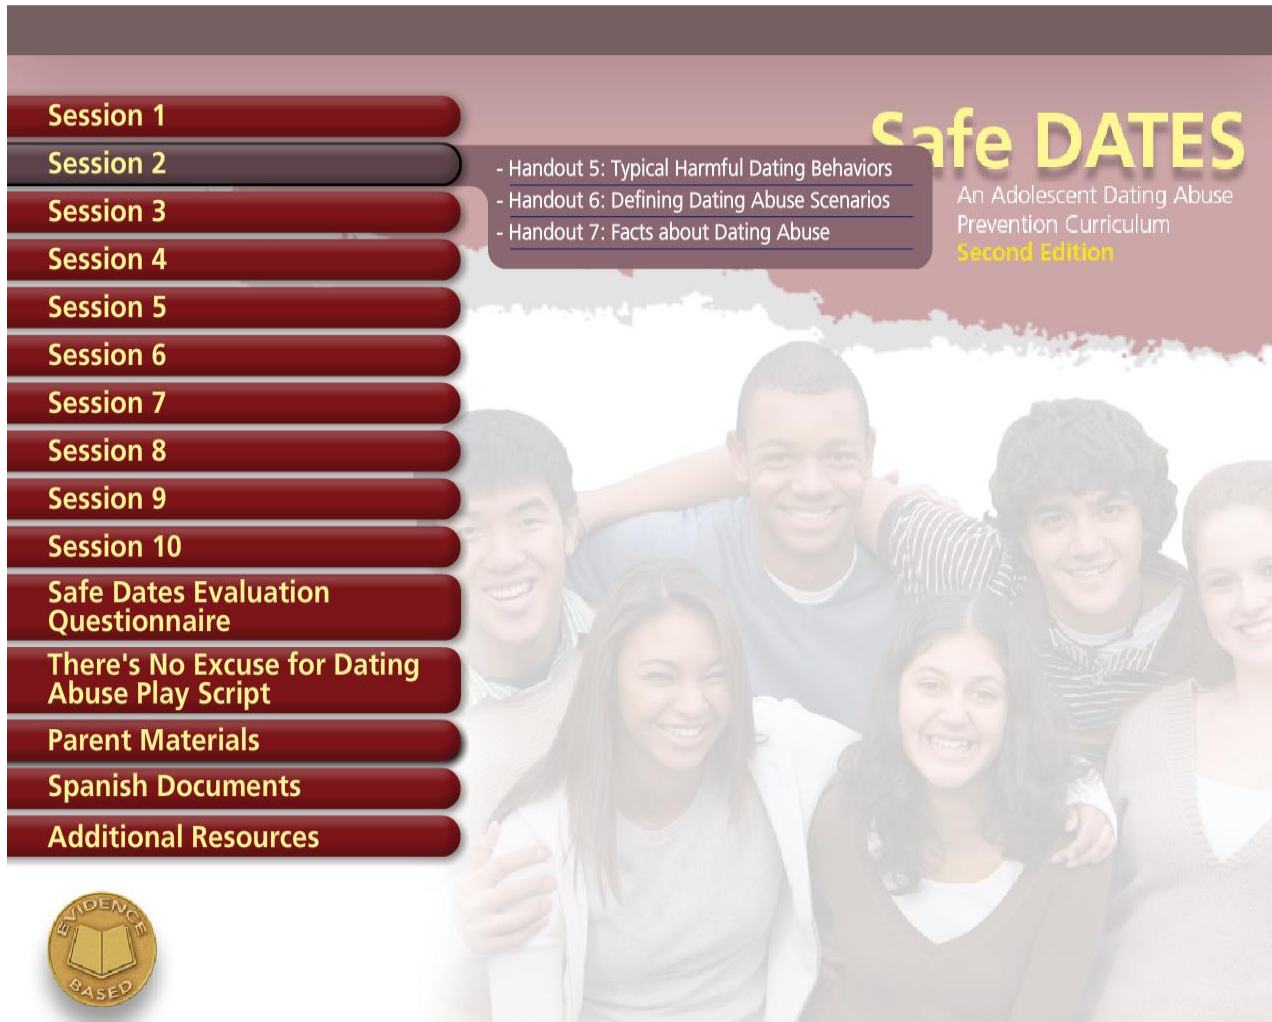 Session 1
Session 2
Session 3
Session 4
Session 5
Session 6
Session 7
Session 8
Session 9
Session 10
Safe Dates Evaluation
Questionnaire
There's No Excuse for Dating
Abuse Play Script
Parent Materials
Spanish Documents
Additional Resources
- Handout 5: Typical Harmful Dating Behaviors
- Handout 6: Defining Dating Abuse Scenarios
- Handout 7: Facts about Dating Abuse
Safe DATES
An Adolescent Dating Abuse
Prevention Curriculum
Second Edition
EVIDENCE
BASED